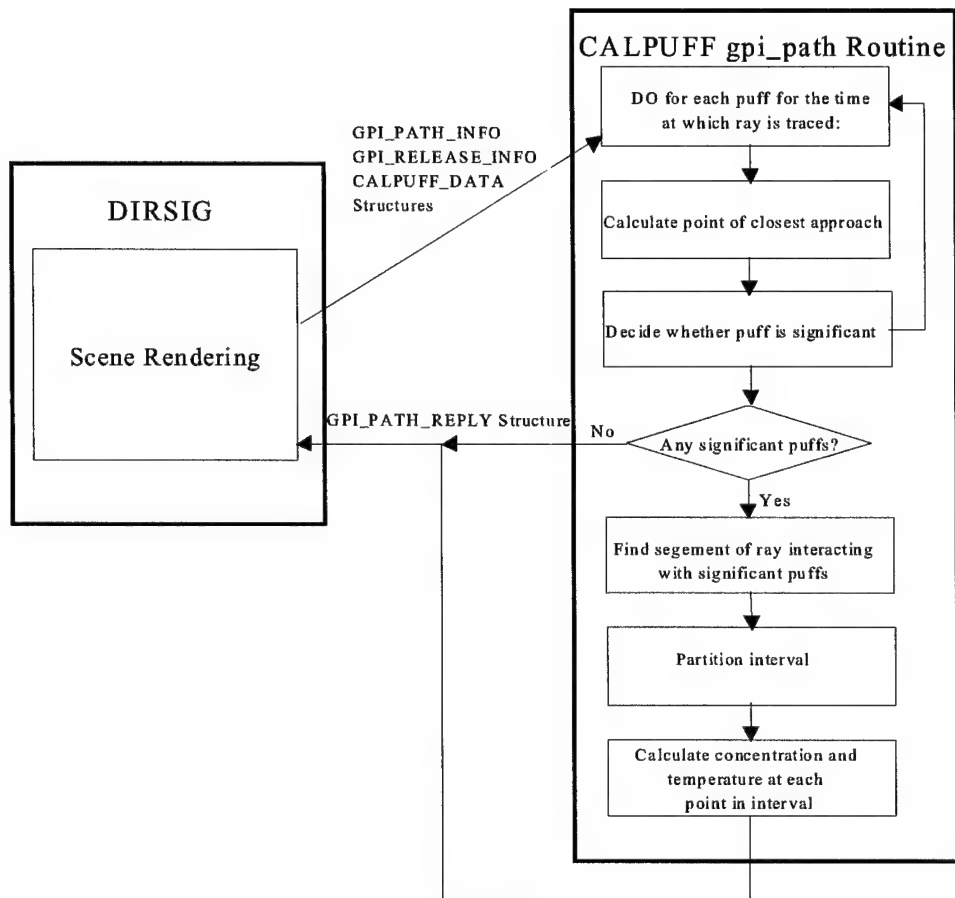 CALPUFF gpi_path Routine
DO for each puff for the time
at which ray is traced:
GPI_PATH_INFO
GPI_RELEASE_INFO
CALPUFF_DATA
Structures
DIRSIG
Scene Rendering
Calculate point of closest approach
Decide whether puff is significant
GPI_PATH_REPLY Structure
No
Any significant puffs?
Yes
Find segement of ray interacting
with significant puffs
Partition interval
Calculate concentration and
temperature at each
point in interval